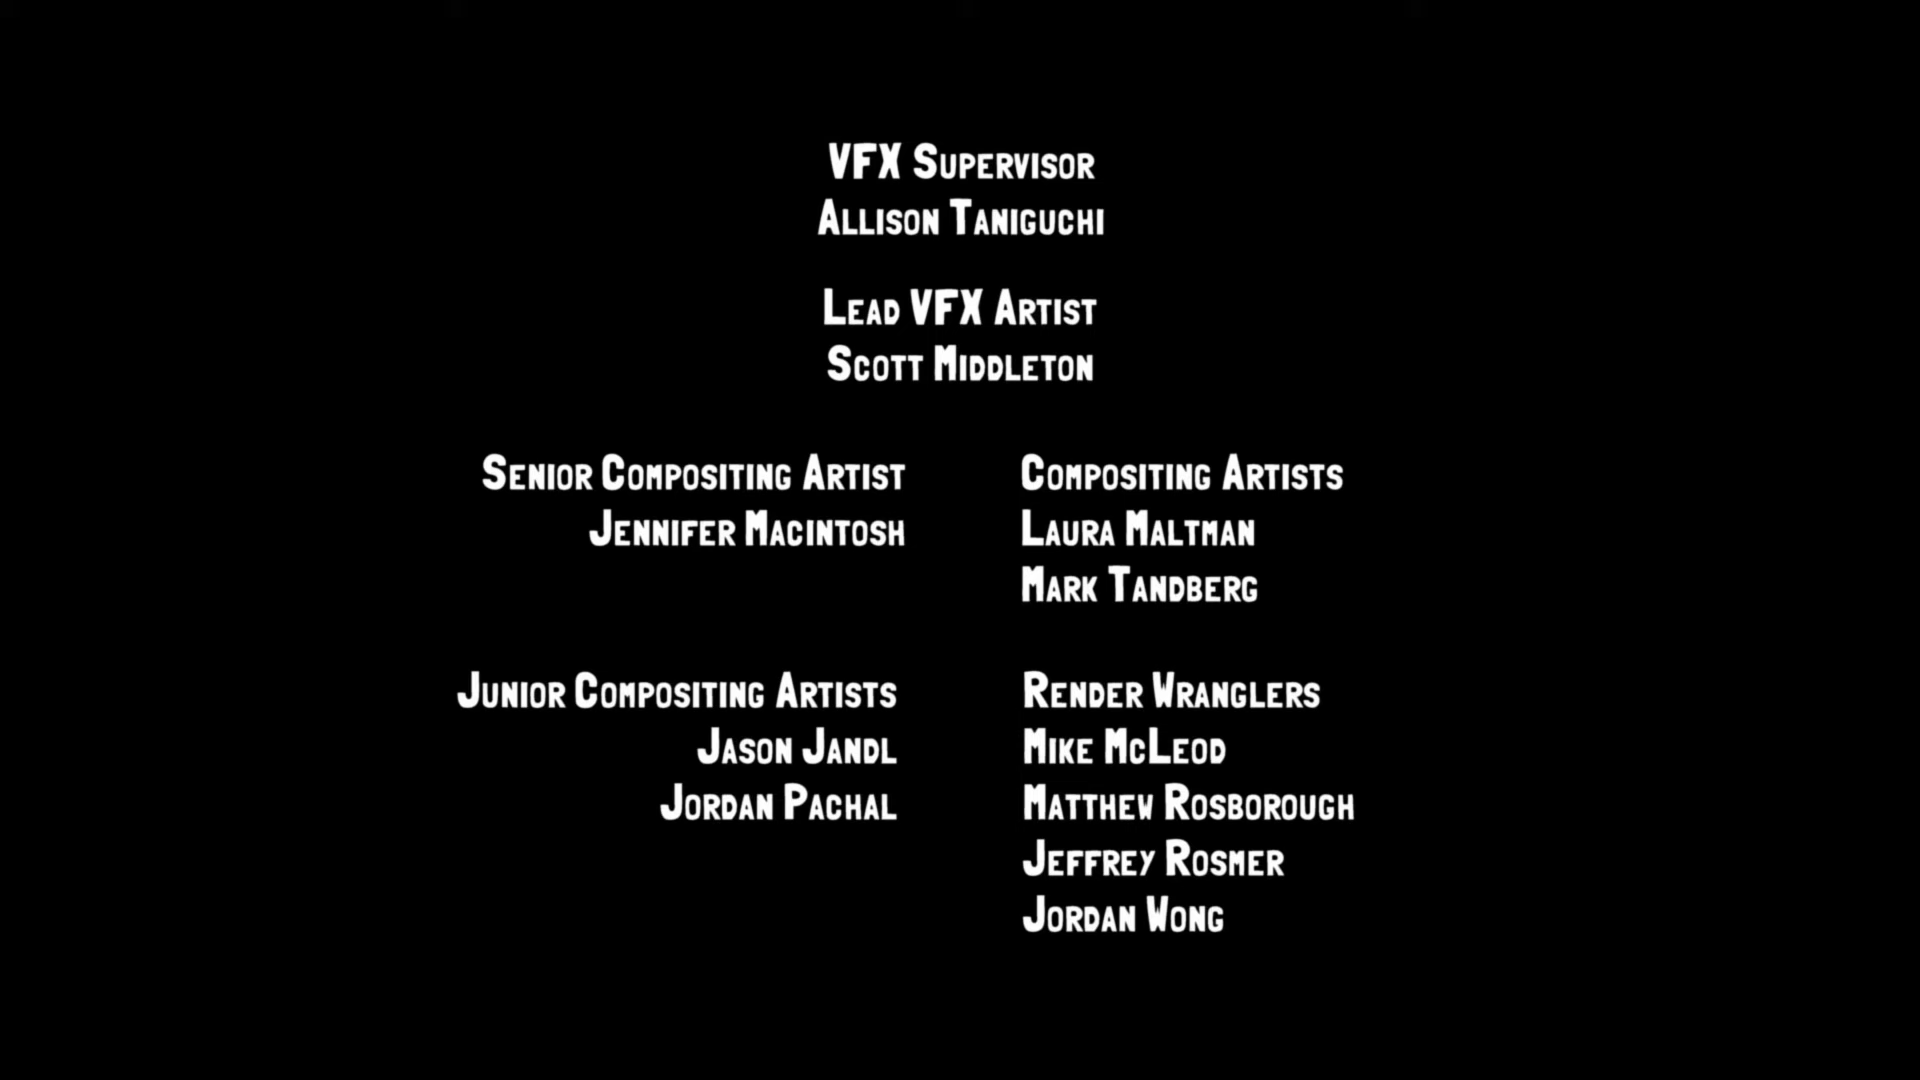 VFX Supervisor
Allison Taniguchi
Lead VFX Artist
Scott Middleton
Senior Compositing Artist
Jennifer Macintosh
Compositing Artists
Laura Maltman
Mark Tandberg
Junior Compositing Artists
Jason Jandl
Jordan Pachal
Render Wranglers
Mike McLeod
Matthew Rosborough
Jeffrey Rosmer
Jordan Wong